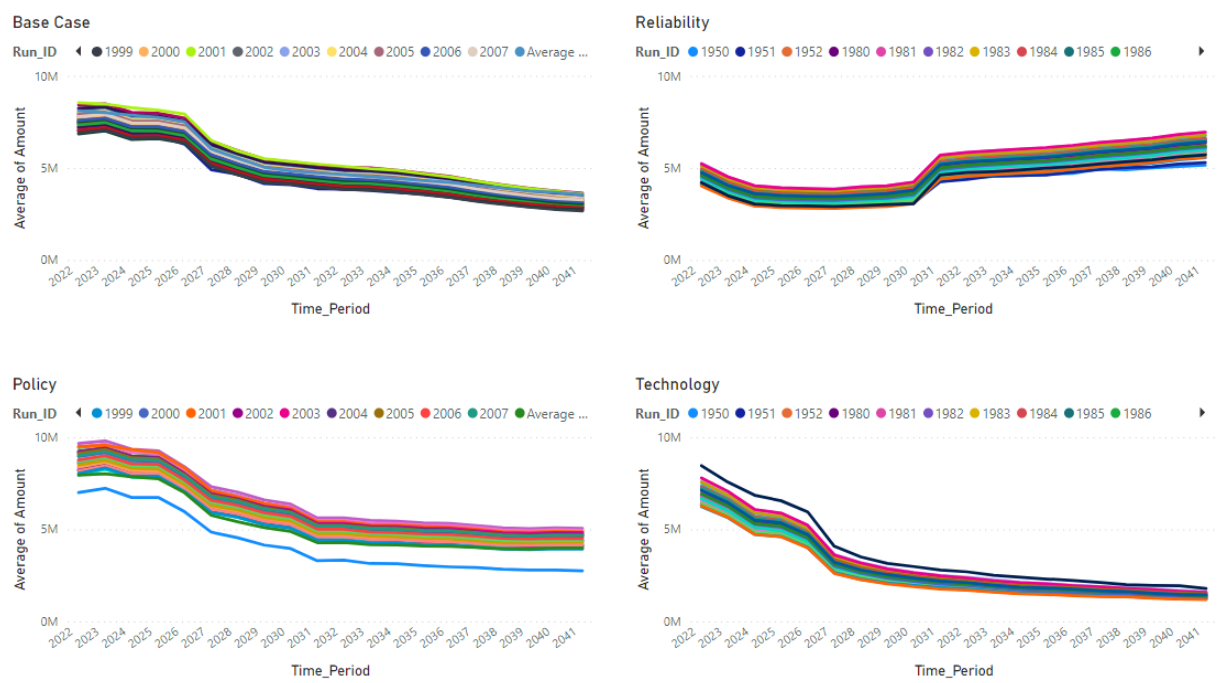 Base Case
Run_ID 1999 2000 2001 2002 2003 2004 2005 2006 2007 Average ...
10M
5M
0M
Average of Amount
2022 2023 2024 2025 2026 2027 2028 2029 2030 2031 2032 2033 2034 2035 2036 2037 2038 2039 2040 2041
Time_Period
Reliability
Run_ID 1950 1951 1952 1980 1981 1982 1983 1984 1985 1986
10M
5M
0M
Average of Amount
2022 2023 2024 2025 2026 2027 2028 2029 2030 2031 2032 2033 2034 2035 2036 2037 2038 2039 2040 2041
Time_Period
Policy
Run_ID 1999 2000 2001 2002 2003 2004 2005 2006 2007 Average ...
10M
5M
0M
Average of Amount
2022 2023 2024 2025 2026 2027 2028 2029 2030 2031 2032 2033 2034 2035 2036 2037 2038 2039 2040 2041
Time_Period
Technology
Run_ID 1950 1951 1952 1980 1981 1982 1983 1984 1985 1986
10M
5M
0M
Average of Amount
2022 2023 2024 2025 2026 2027 2028 2029 2030 2031 2032 2033 2034 2035 2036 2037 2038 2039 2040 2041
Time_Period